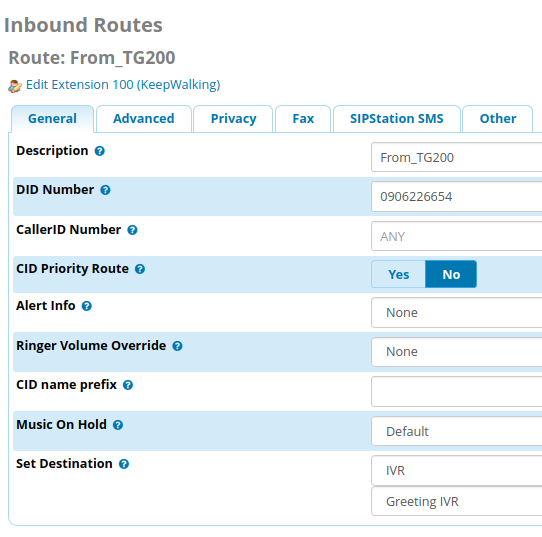 Inbound Routes
Route: From_TG200
Edit Extension 100 (KeepWalking)
General Advanced Privacy Fax SIPStation SMS Other
Description ? From_TG200
DID Number ? 0906226654
CallerID Number ? ANY
CID Priority Route ? Yes No
Alert Info ? None
Ringer Volume Override ? None
CID name prefix ?
Music On Hold ? Default
Set Destination ? IVR
Greeting IVR